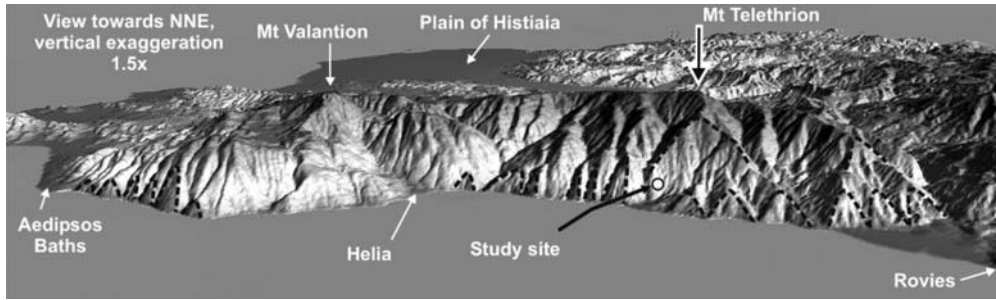 View towards NNE,
vertical exaggeration
1.5x
Mt Valantion
Plain of Histiaia
Mt Telethrion
Aedipsos
Baths
Helia
Study site
Rovies